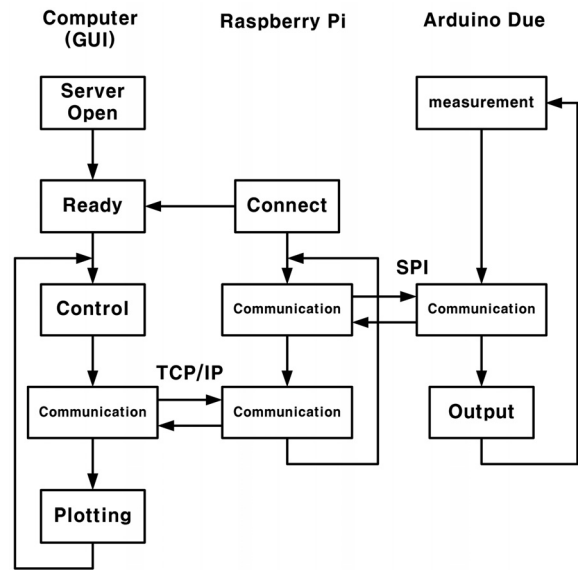 Computer
(GUI)
Raspberry Pi
Arduino Due
Server
Open
measurement
Ready
Connect
SPI
Control
Communication
Communication
TCP/IP
Communication
Communication
Output
Plotting